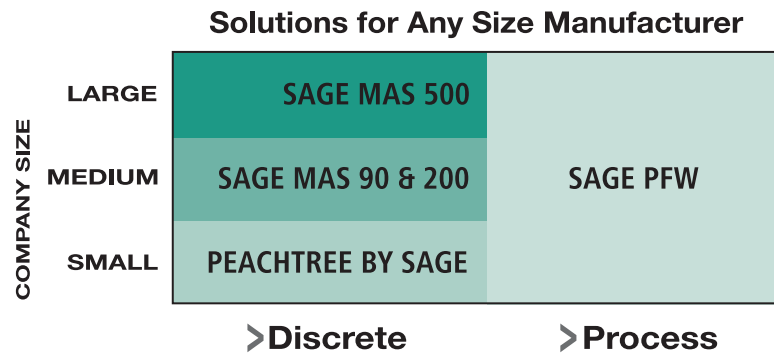 Solutions for Any Size Manufacturer
COMPANY SIZE
LARGE
SAGE MAS 500
MEDIUM
SAGE MAS 90 & 200
SAGE PFW
SMALL
PEACHTREE BY SAGE
>Discrete
>Process